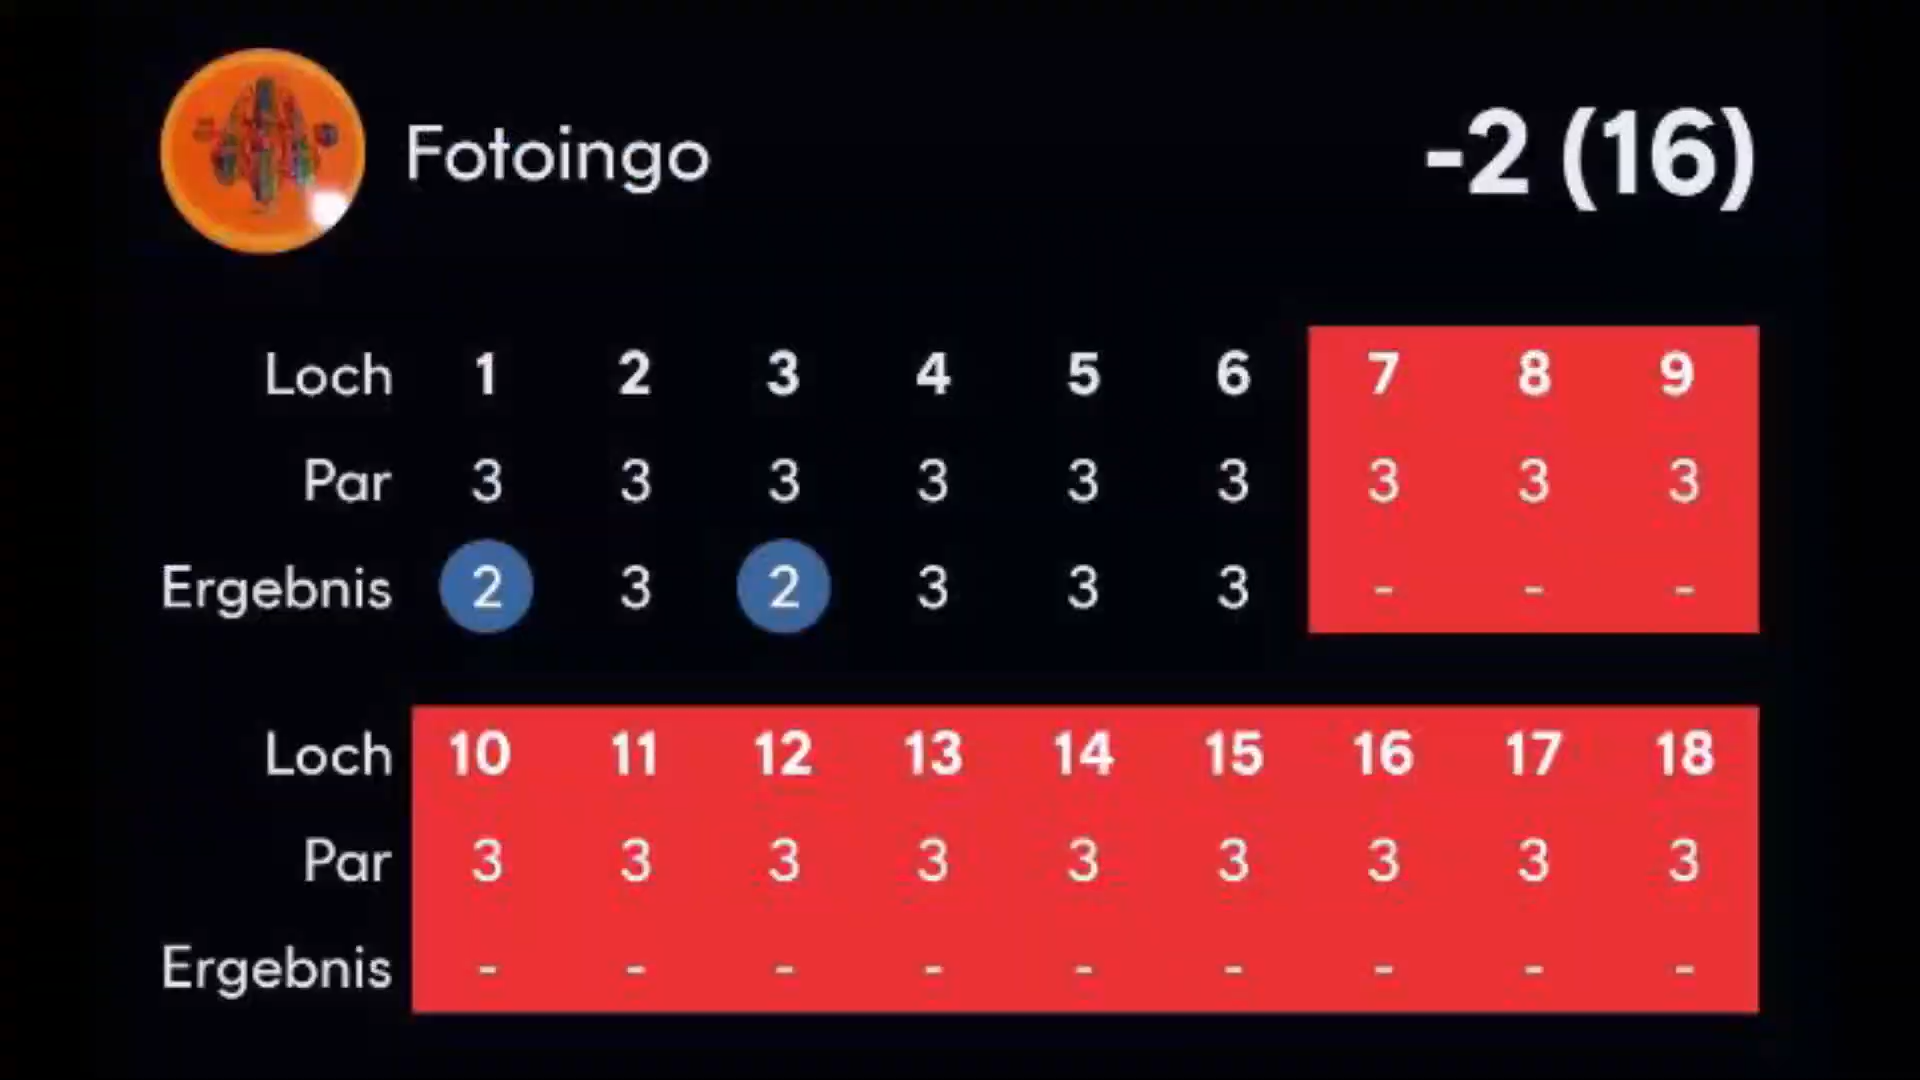 Fotoingo -2 (16)
Loch 1 2 3 4 5 6 7 8 9
Par 3 3 3 3 3 3 3 3 3
Ergebnis 2 3 2 3 3 3 - - -
Loch 10 11 12 13 14 15 16 17 18
Par 3 3 3 3 3 3 3 3 3
Ergebnis - - - - - - - - -